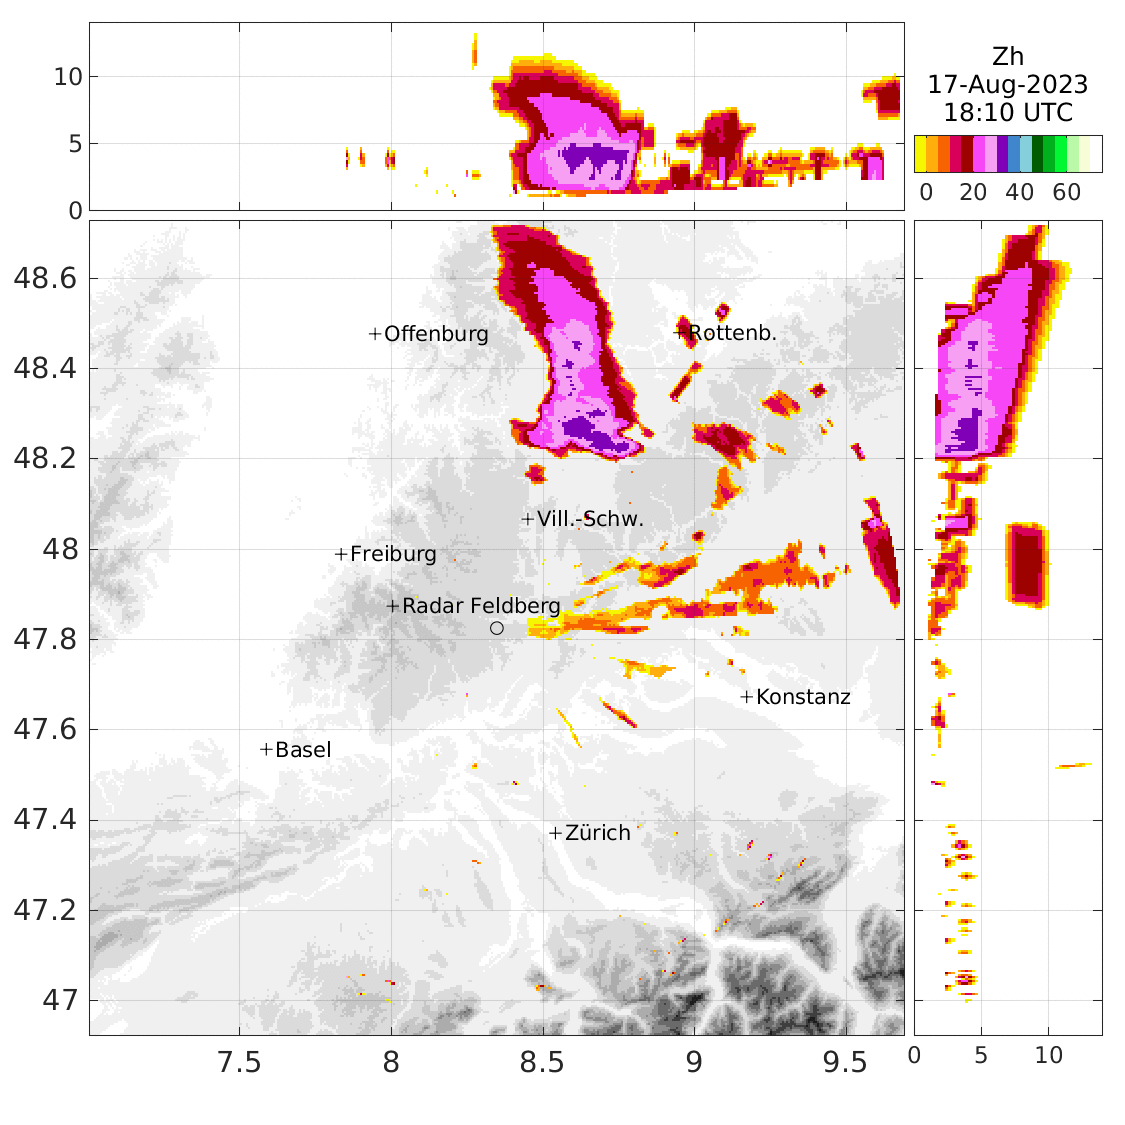 Zh
17-Aug-2023
18:10 UTC
0 20 40 60
10
5
0
48.6
48.4
48.2
48
47.8
47.6
47.4
47.2
47
+Offenburg
+Rottenb.
+Vill.-Schw.
+Freiburg
+Radar Feldberg
+Konstanz
+Basel
+Zürich
7.5 8 8.5 9 9.5
0 5 10